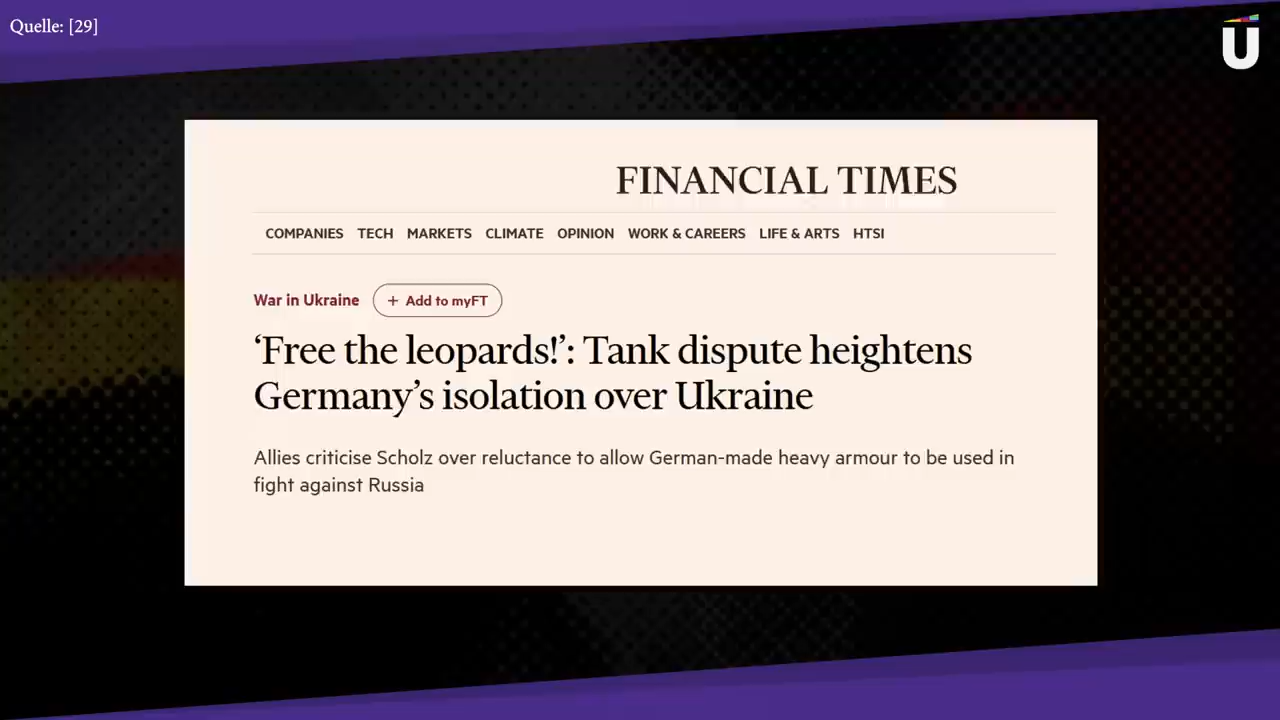 Quelle: [29]
Ü
FINANCIAL TIMES
COMPANIES TECH MARKETS CLIMATE OPINION WORK & CAREERS LIFE & ARTS HTSI
War in Ukraine + Add to myFT
‘Free the leopards!’: Tank dispute heightens
Germany’s isolation over Ukraine
Allies criticise Scholz over reluctance to allow German-made heavy armour to be used in
fight against Russia